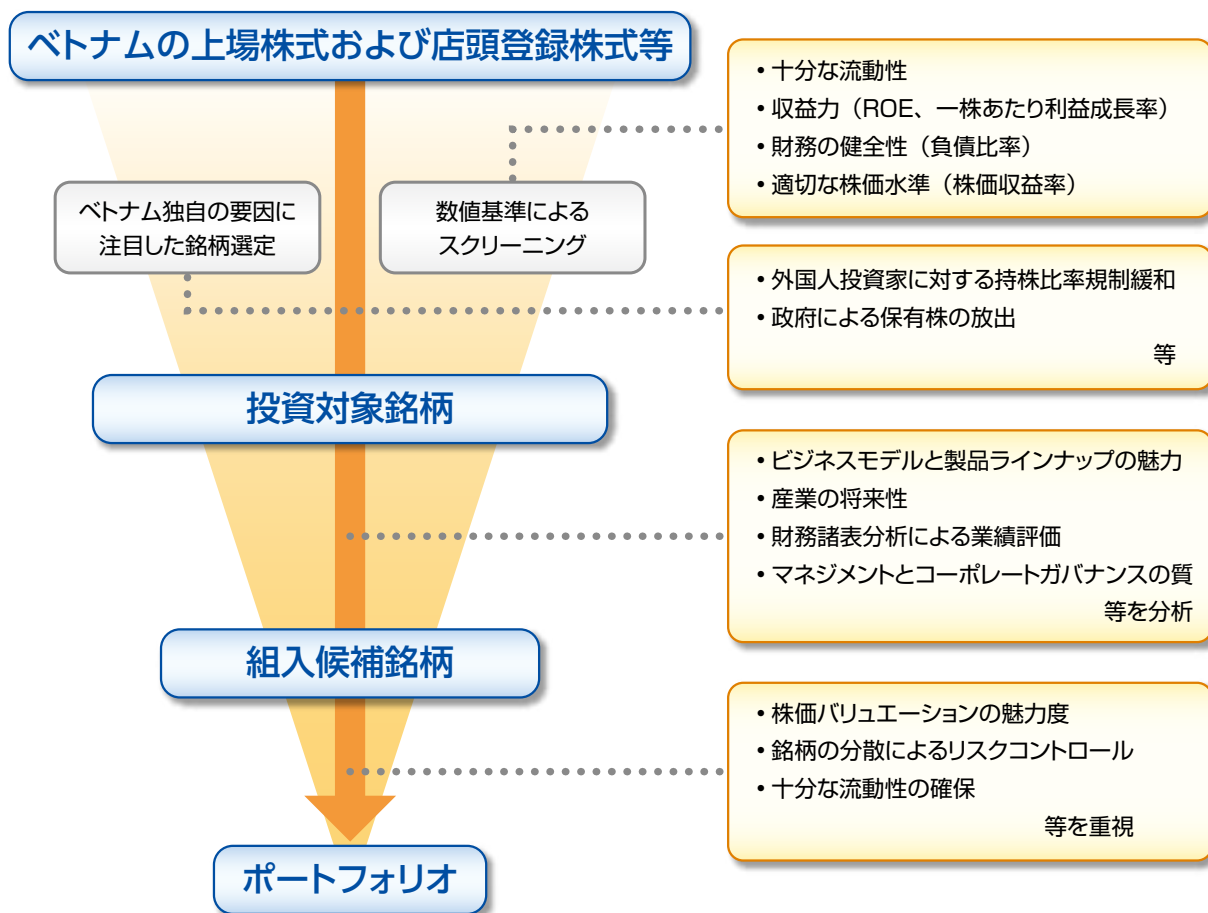 ベトナムの上場株式および店頭登録株式等
・十分な流動性
・収益力（ROE、一株あたり利益成長率）
・財務の健全性（負債比率）
・適切な株価水準（株価収益率）
ベトナム独自の要因に
注目した銘柄選定
数値基準による
スクリーニング
・外国人投資家に対する持株比率規制緩和
・政府による保有株の放出
等
投資対象銘柄
・ビジネスモデルと製品ラインナップの魅力
・産業の将来性
・財務諸表分析による業績評価
・マネジメントとコーポレートガバナンスの質
等を分析
組入候補銘柄
・株価バリュエーションの魅力度
・銘柄の分散によるリスクコントロール
・十分な流動性の確保
等を重視
ポートフォリオ